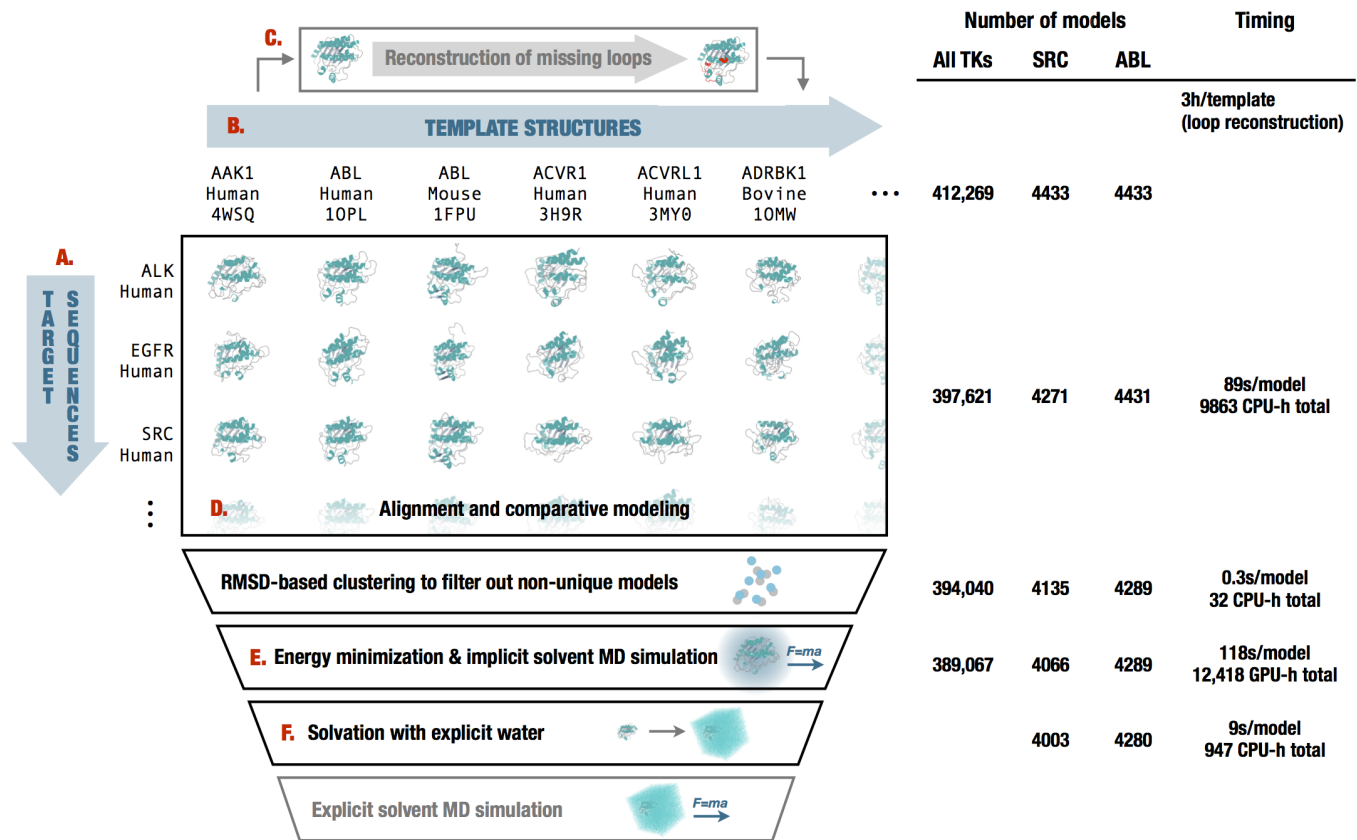 Number of models
Timing
All TKs
SRC
ABL
C.
Reconstruction of missing loops
3h/template
(loop reconstruction)
B.
TEMPLATE STRUCTURES
AAK1
Human
4WSQ
ABL
Human
1OPL
ABL
Mouse
1FPU
ACVR1
Human
3H9R
ACVRL1
Human
3MY0
ADRBK1
Bovine
1OMW
...
412,269
4433
4433
A.
TARGET
SEQUENCES
ALK
Human
EGFR
Human
SRC
Human
...
397,621
4271
4431
89s/model
9863 CPU-h total
D.
Alignment and comparative modeling
RMSD-based clustering to filter out non-unique models
394,040
4135
4289
0.3s/model
32 CPU-h total
E.
Energy minimization & implicit solvent MD simulation
F=ma
389,067
4066
4289
118s/model
12,418 GPU-h total
F.
Solvation with explicit water
4003
4280
9s/model
947 CPU-h total
Explicit solvent MD simulation
F=ma